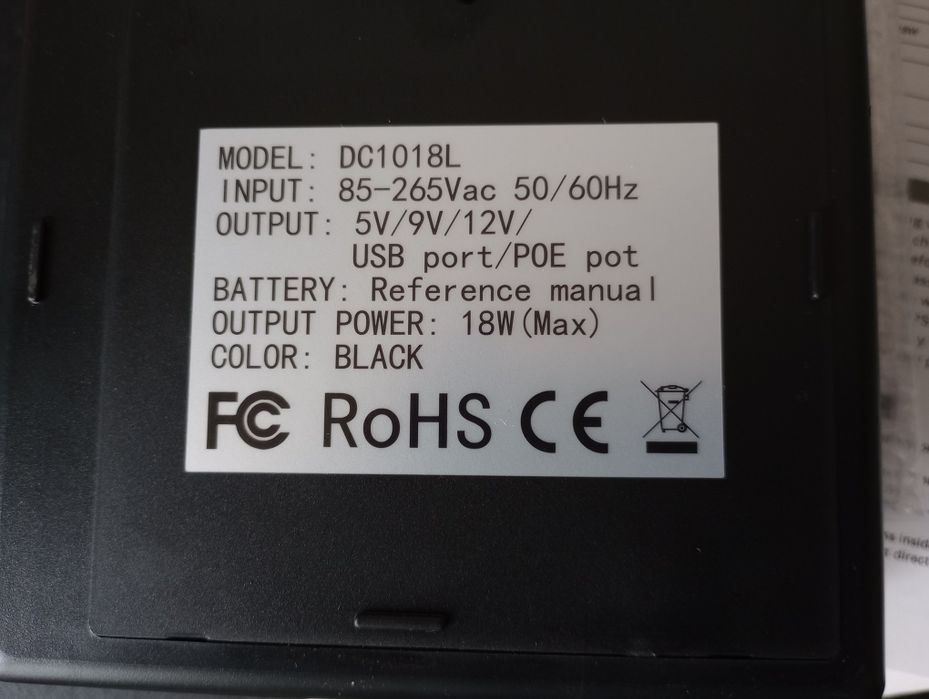 MODEL: DC1018L
INPUT: 85-265Vac 50/60Hz
OUTPUT: 5V/9V/12V/
USB port/POE pot
BATTERY: Reference manual
OUTPUT POWER: 18W(Max)
COLOR: BLACK
FC RoHS CE